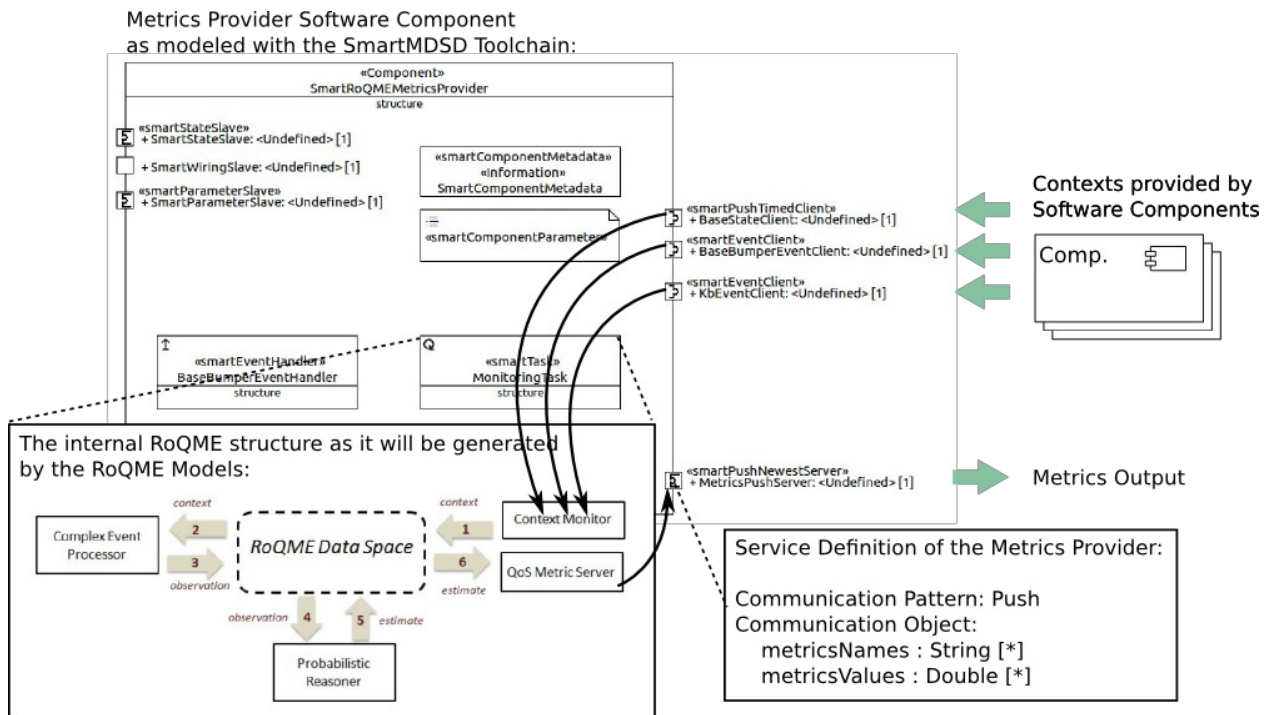 Metrics Provider Software Component
as modeled with the SmartMDSD Toolchain:
«Component»
SmartRoQMEMetricsProvider
structure
«smartStateSlave»
+ SmartStateSlave: <Undefined> [1]
+ SmartWiringSlave: <Undefined> [1]
«smartParameterSlave»
+ SmartParameterSlave: <Undefined> [1]
«smartComponentMetadata»
«Information»
SmartComponentMetadata
«smartComponentParameter»
«smartPushTimedClient»
+ BaseStateClient: <Undefined> [1]
«smartEventClient»
+ BaseBumperEventClient: <Undefined> [1]
«smartEventClient»
+ KbEventClient: <Undefined> [1]
Contexts provided by
Software Components
Comp.
«smartEventHandler»
BaseBumperEventHandler
structure
«smartTask»
MonitoringTask
structure
«smartPushNewestServer»
+ MetricsPushServer: <Undefined> [1]
Metrics Output
The internal RoQME structure as it will be generated
by the RoQME Models:
context
context
Complex Event
Processor
2
3
observation
RoQME Data Space
1
6
estimate
Context Monitor
QoS Metric Server
observation
4
5
estimate
Probabilistic
Reasoner
Service Definition of the Metrics Provider:
Communication Pattern: Push
Communication Object:
metricsNames : String [*]
metricsValues : Double [*]